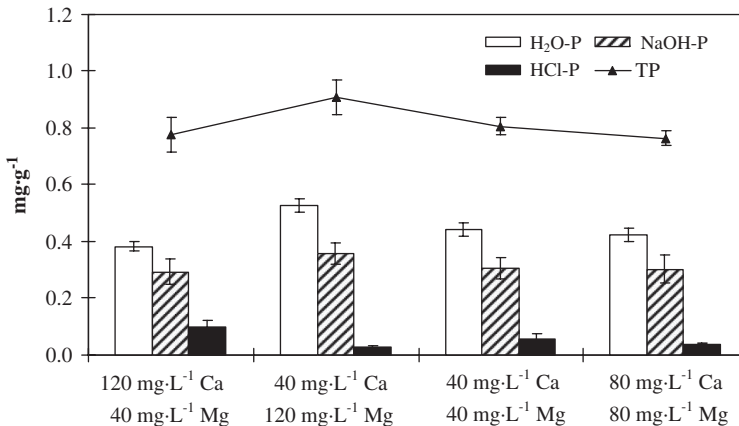 1.2
1.0
0.8
0.6
0.4
0.2
0.0
mg·g⁻¹
H₂O-P
NaOH-P
HCl-P
TP
120 mg·L⁻¹ Ca
40 mg·L⁻¹ Mg
40 mg·L⁻¹ Ca
120 mg·L⁻¹ Mg
40 mg·L⁻¹ Ca
40 mg·L⁻¹ Mg
80 mg·L⁻¹ Ca
80 mg·L⁻¹ Mg